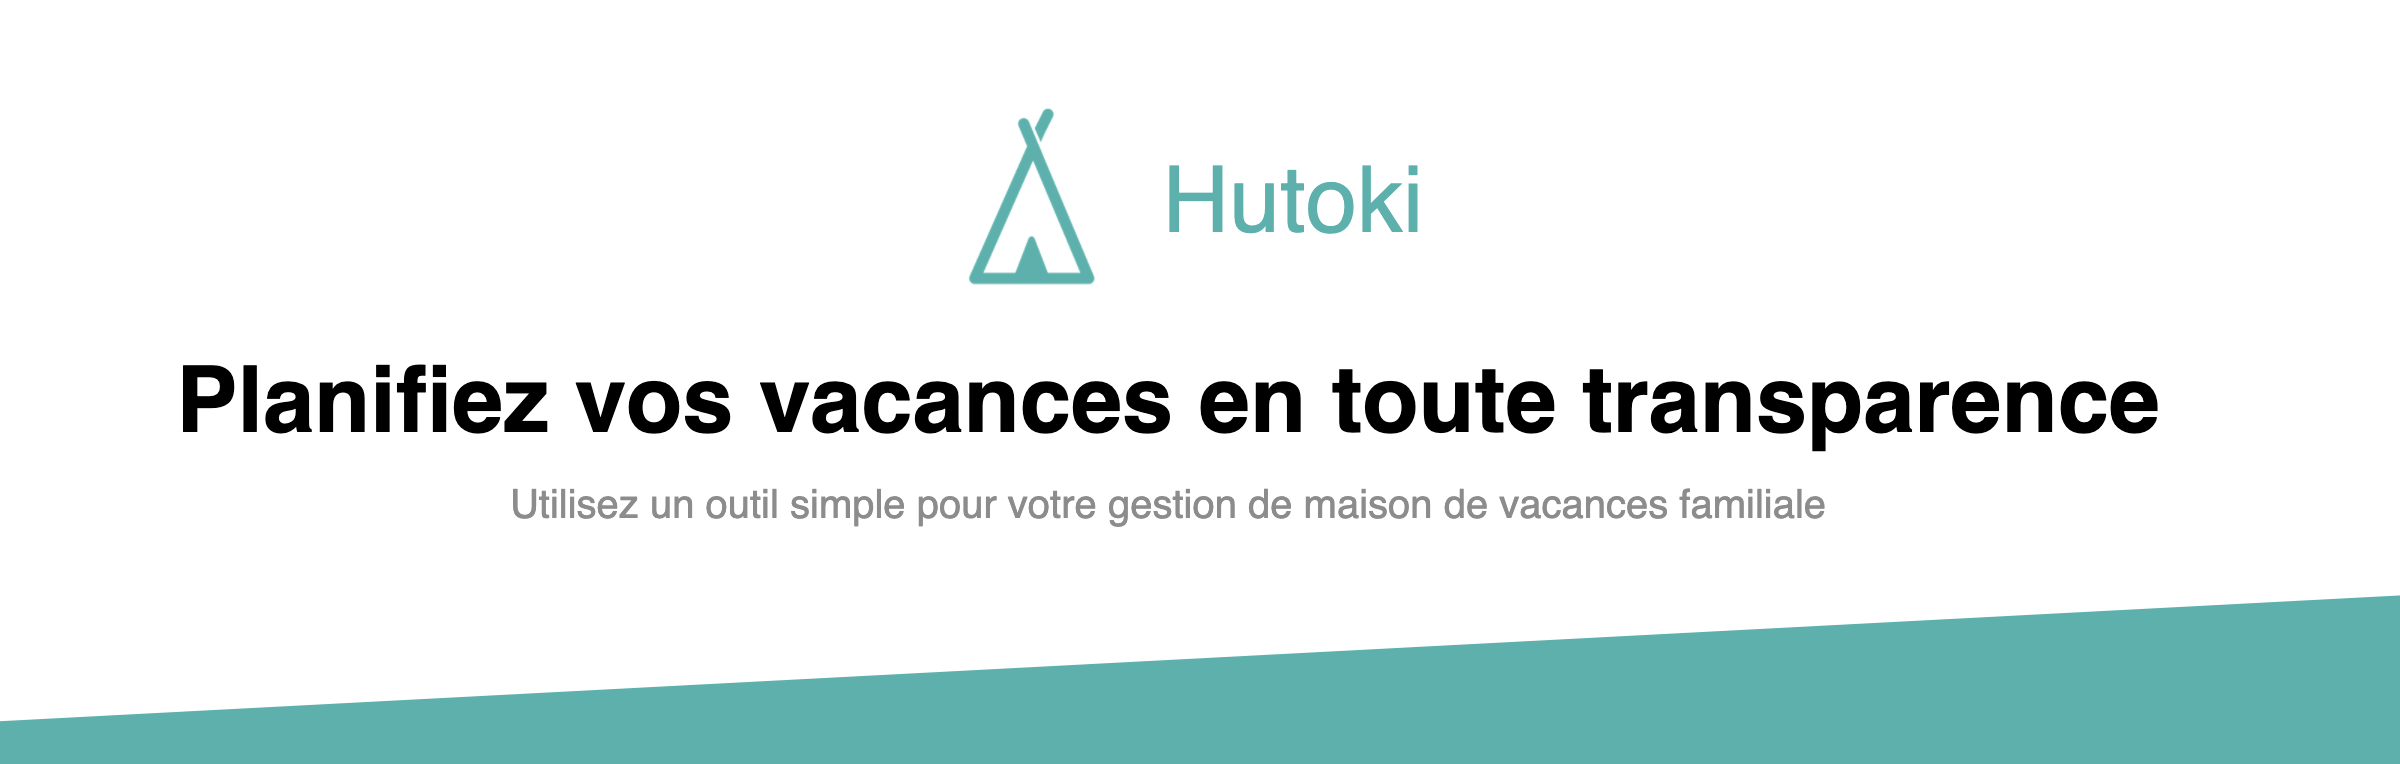 Hutoki
Planifiez vos vacances en toute transparence
Utilisez un outil simple pour votre gestion de maison de vacances familiale